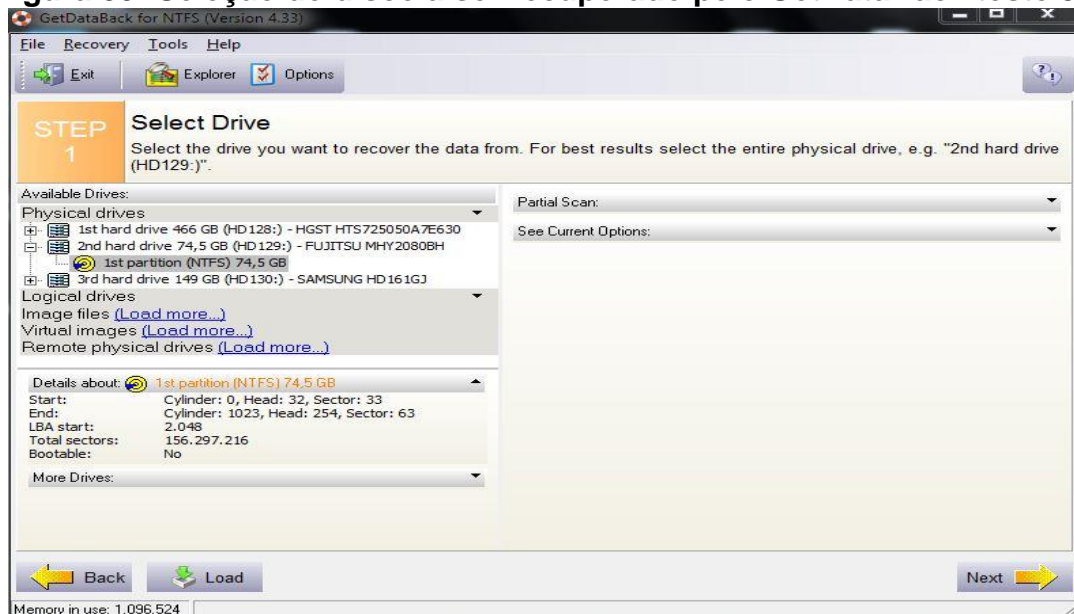 GetDataBack for NTFS (Version 4.33)
File Recovery Tools Help
Exit Explorer Options
STEP 1
Select Drive
Select the drive you want to recover the data from. For best results select the entire physical drive, e.g. "2nd hard drive
(HD129:)".
Available Drives:
Physical drives
1st hard drive 466 GB (HD128:) - HGST HTS725050A7E630
2nd hard drive 74,5 GB (HD129:) - FUJITSU MHY2080BH
1st partition (NTFS) 74,5 GB
3rd hard drive 149 GB (HD130:) - SAMSUNG HD161GJ
Logical drives
Image files (Load more...)
Virtual images (Load more...)
Remote physical drives (Load more...)
Partial Scan:
See Current Options:
Details about: 1st partition (NTFS) 74,5 GB
Start: Cylinder: 0, Head: 32, Sector: 33
End: Cylinder: 1023, Head: 254, Sector: 63
LBA start: 2.048
Total sectors: 156.297.216
Bootable: No
More Drives:
Back Load Next
Memory in use: 1.096.524